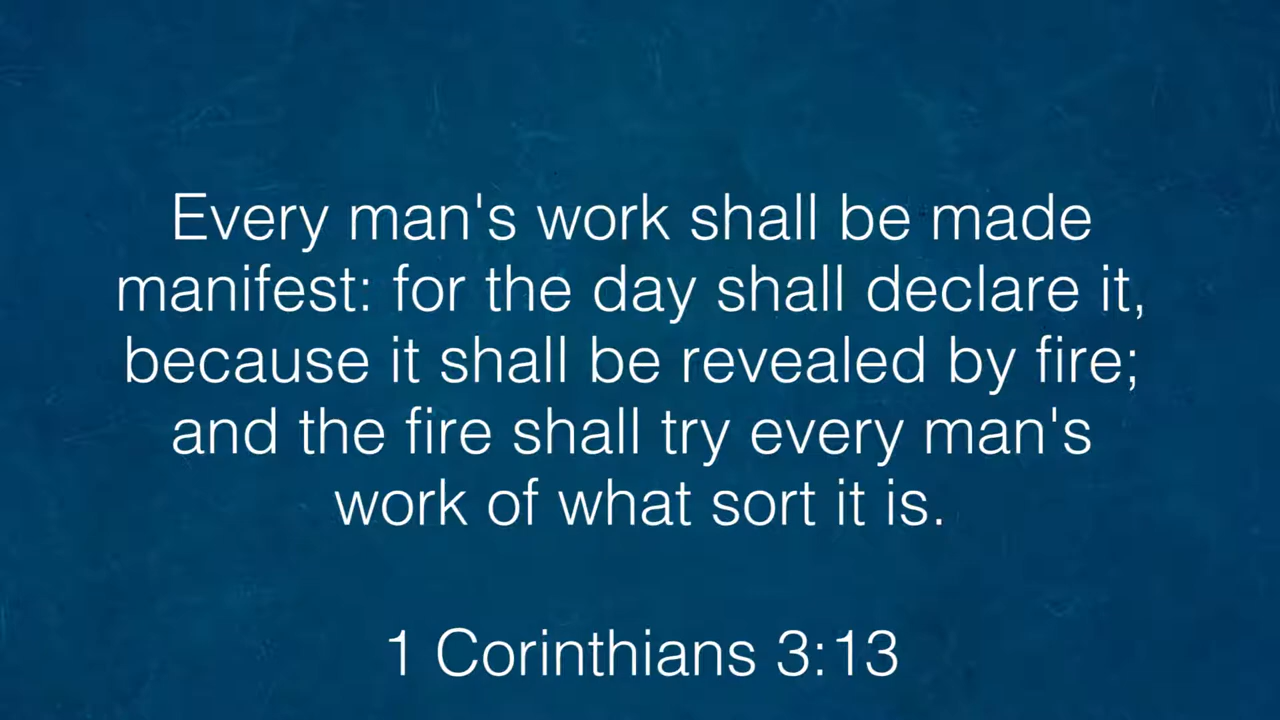 Every man's work shall be made
manifest: for the day shall declare it,
because it shall be revealed by fire;
and the fire shall try every man's
work of what sort it is.
1 Corinthians 3:13